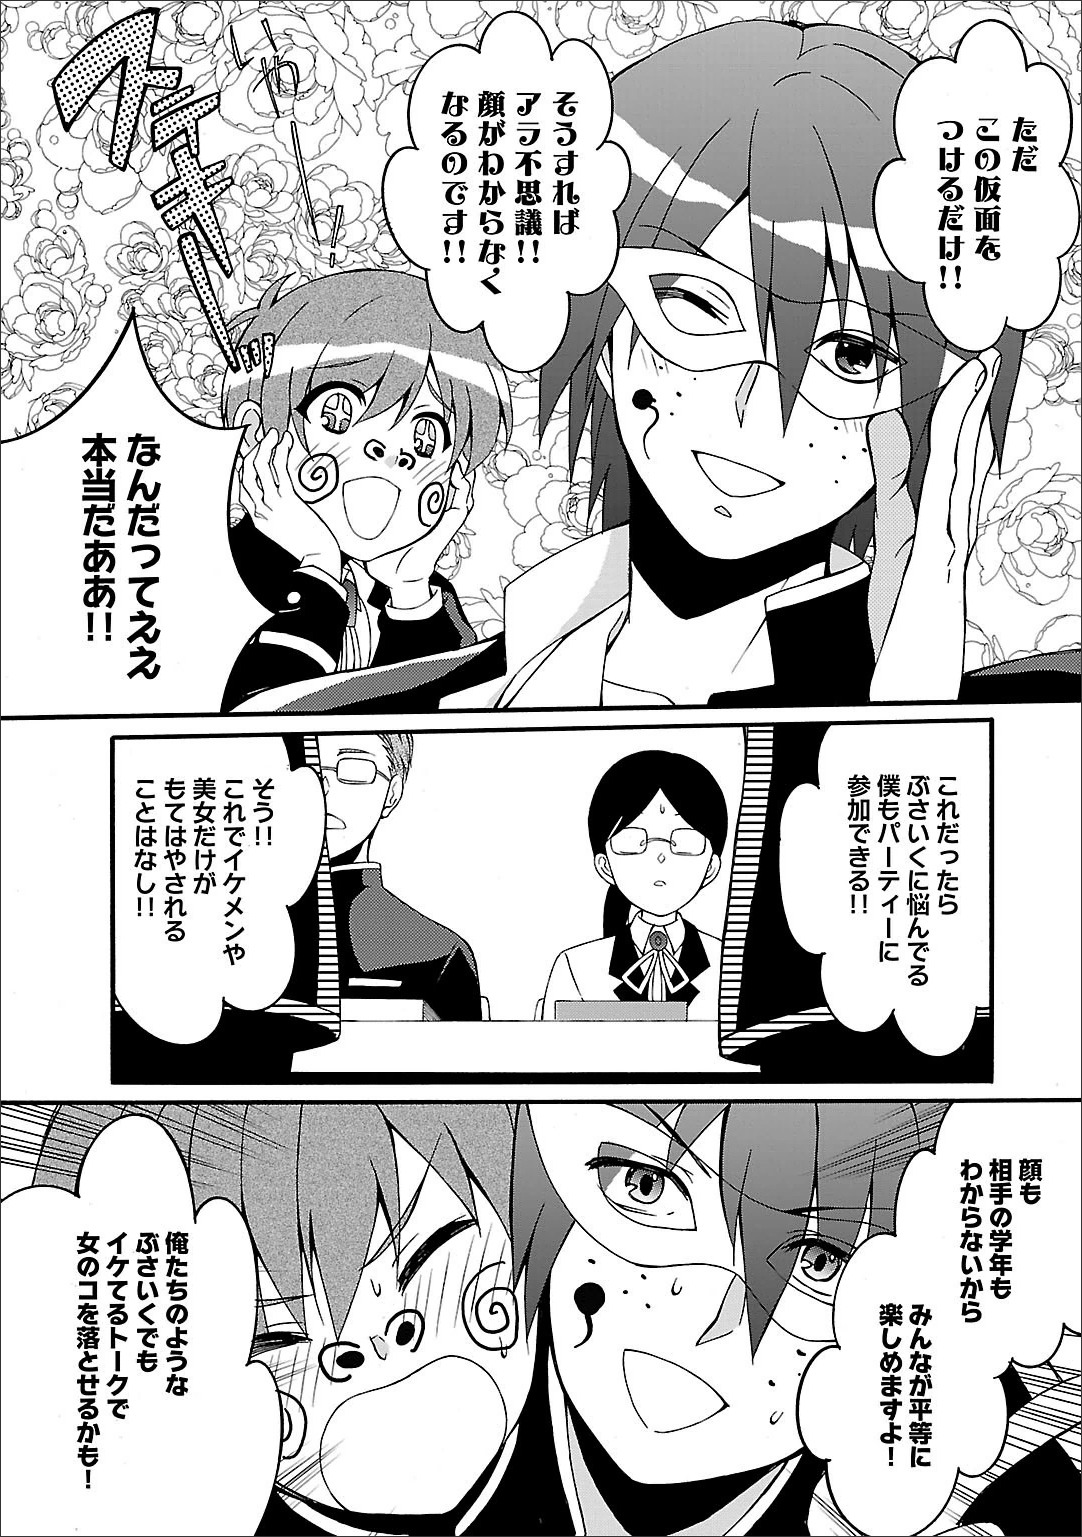 ただ
この仮面を
つけるだけ!!
そうすれば
アラ不思議!!
顔がわからなく
なるのです!!
わぁ…!!
ステキ…!!!
なんだってええ
本当だああ!!
これだったら
ぶさいくに悩んでる
僕もパーティーに
参加できる!!
そう!!
これでイケメンや
美女だけが
もてはやされる
ことはなし!!
顔も
相手の学年も
わからないから
みんなが平等に
楽しめますよ!
俺たちのような
ぶさいくでも
イケてるトークで
女のコを落とせるかも!